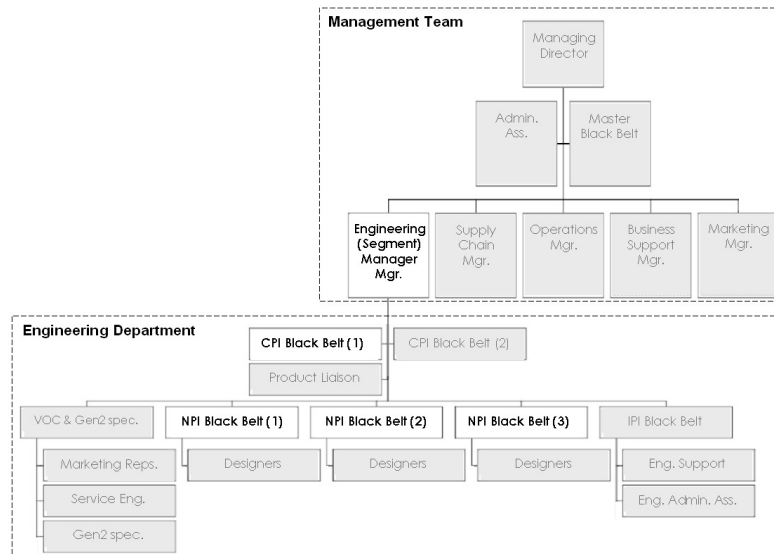 Management Team
Managing
Director
Admin.
Ass.
Master
Black Belt
Engineering
(Segment)
Manager
Mgr.
Supply
Chain
Mgr.
Operations
Mgr.
Business
Support
Mgr.
Marketing
Mgr.
Engineering Department
CPI Black Belt (1)
CPI Black Belt (2)
Product Liaison
VOC & Gen2 spec.
NPI Black Belt (1)
NPI Black Belt (2)
NPI Black Belt (3)
IPI Black Belt
Marketing Reps.
Designers
Designers
Designers
Eng. Support
Service Eng.
Eng. Admin. Ass.
Gen2 spec.